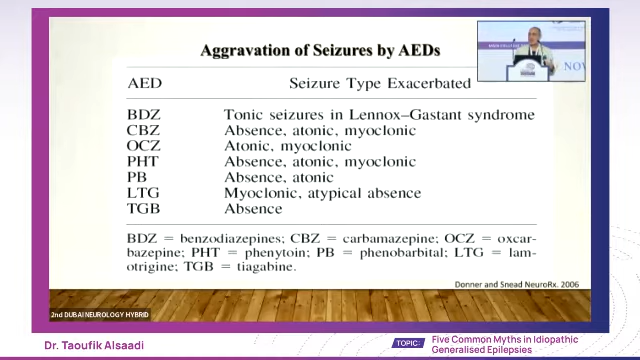 Aggravation of Seizures by AEDs
AED Seizure Type Exacerbated
BDZ Tonic seizures in Lennox–Gastant syndrome
CBZ Absence, atonic, myoclonic
OCZ Atonic, myoclonic
PHT Absence, atonic, myoclonic
PB Absence, atonic
LTG Myoclonic, atypical absence
TGB Absence
BDZ = benzodiazepines; CBZ = carbamazepine; OCZ = oxcar-
bazepine; PHT = phenytoin; PB = phenobarbital; LTG = lam-
otrigine; TGB = tiagabine.
Donner and Snead NeuroRx. 2006
2nd DUBAI NEUROLOGY HYBRID
Dr. Taoufik Alsaadi
TOPIC:
Five Common Myths in Idiopathic
Generalised Epilepsies